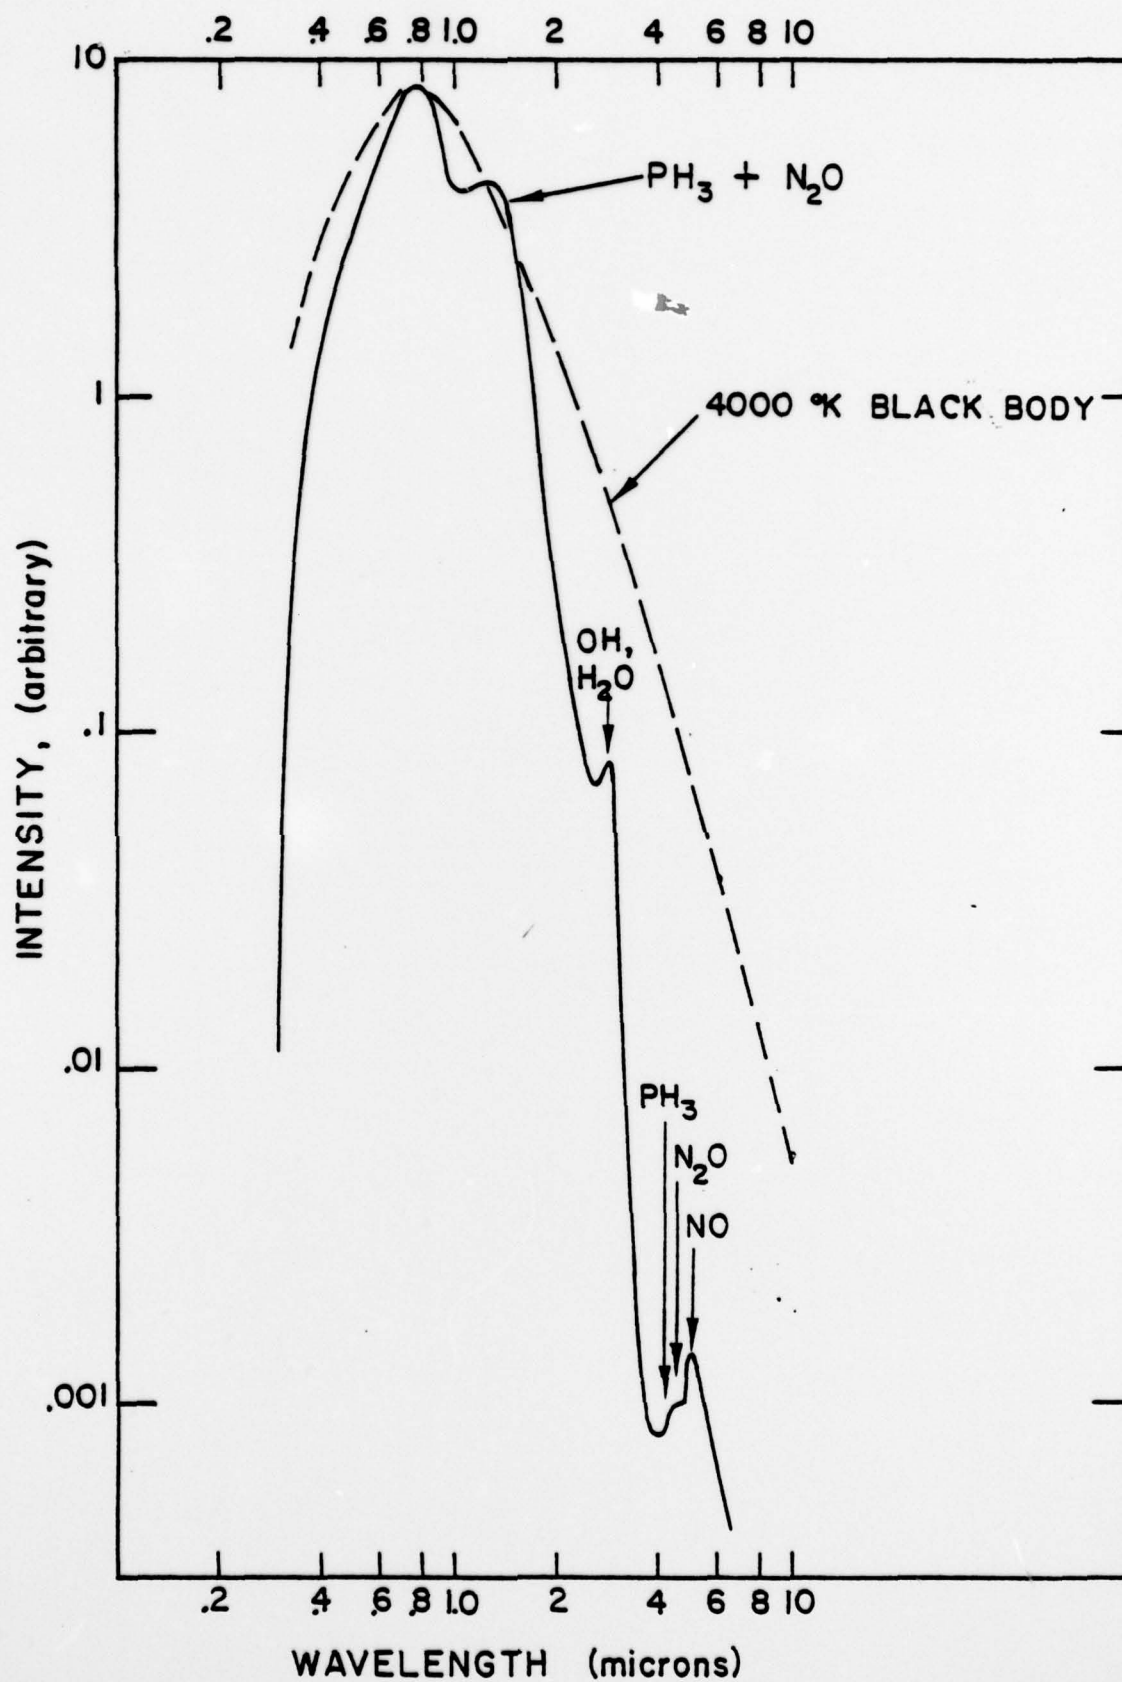 .2 .4 .6 .8 1.0 2 4 6 8 10
10
PH3 + N2O
1
4000 °K BLACK BODY
INTENSITY, (arbitrary)
OH,
H2O
.1
.01
PH3
N2O
NO
.001
.2 .4 .6 .8 1.0 2 4 6 8 10
WAVELENGTH (microns)